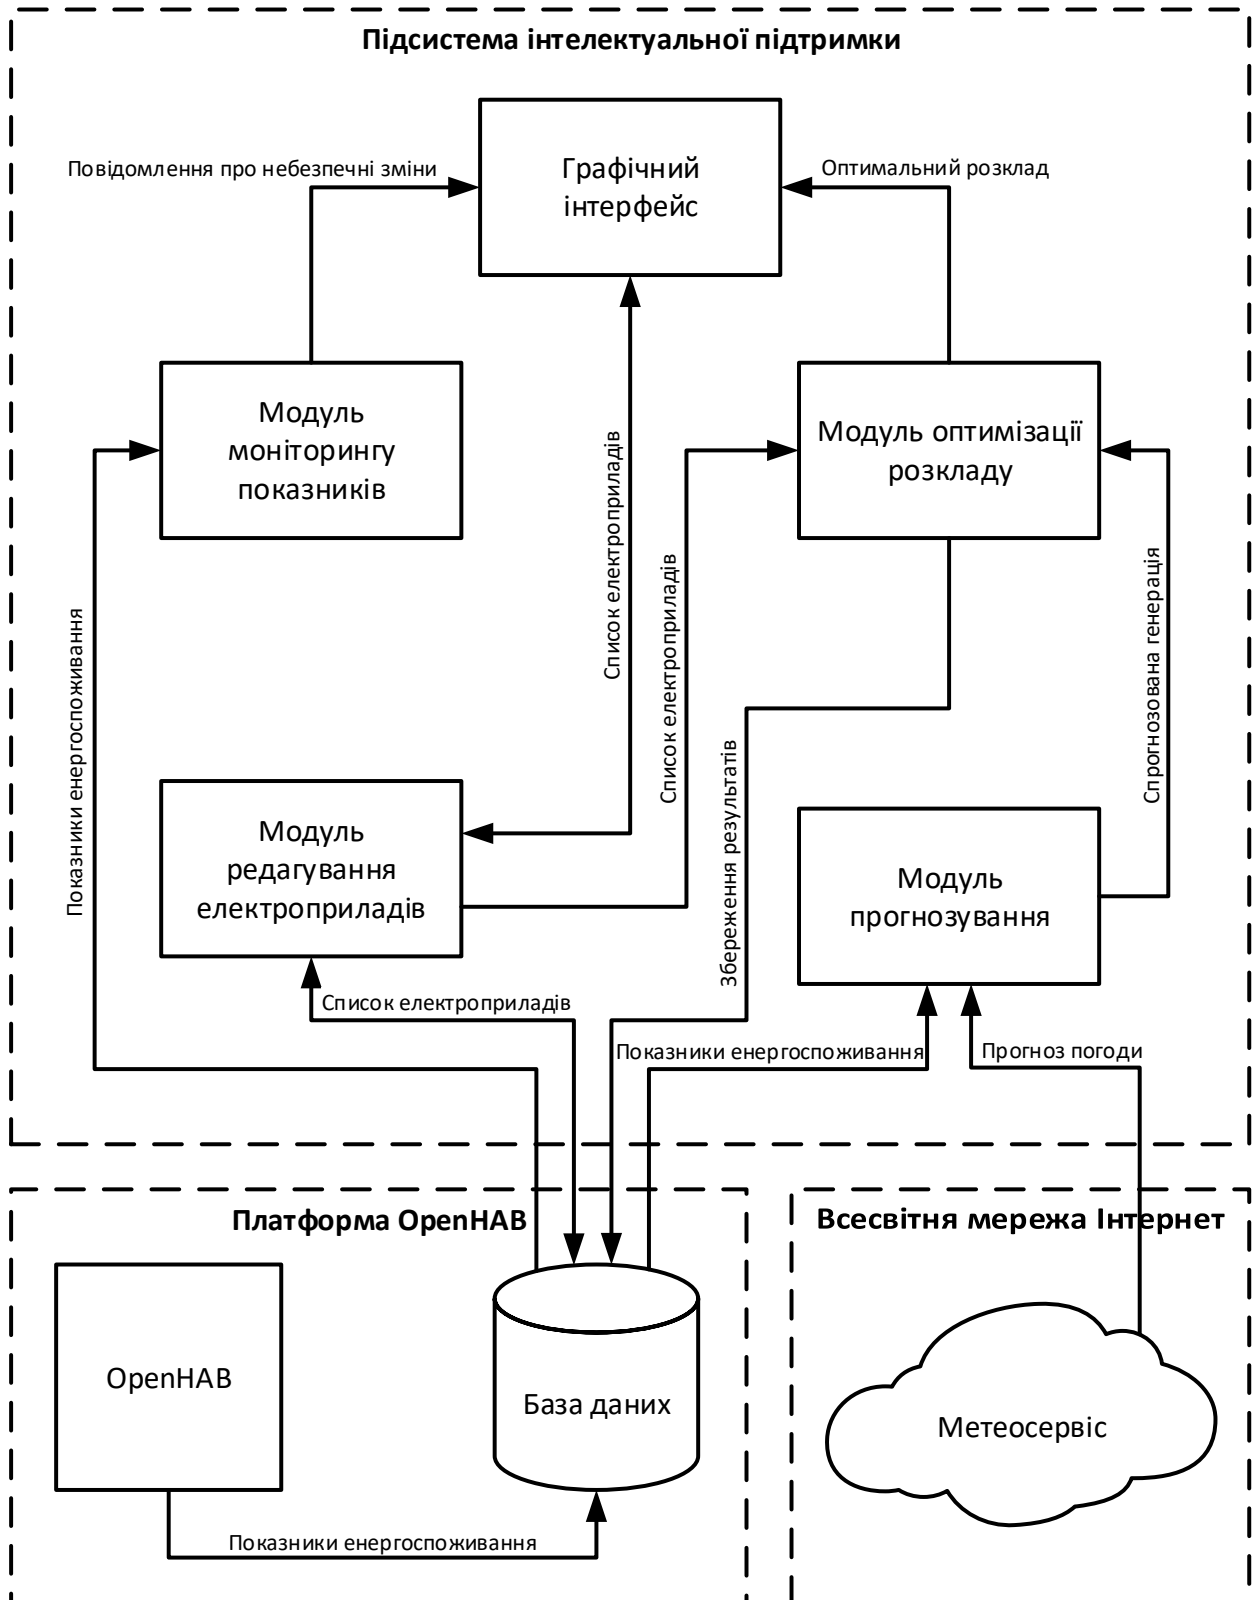 Підсистема інтелектуальної підтримки
Графічний
інтерфейс
Повідомлення про небезпечні зміни
Оптимальний розклад
Модуль
моніторингу
показників
Модуль оптимізації
розкладу
Список електроприладів
Список електроприладів
Спрогнозована генерація
Показники енергоспоживання
Збереження результатів
Модуль
редагування
електроприладів
Модуль
прогнозування
Список електроприладів
Показники енергоспоживання
Прогноз погоди
Платформа OpenHAB
Всесвітня мережа Інтернет
OpenHAB
База даних
Метеосервіс
Показники енергоспоживання